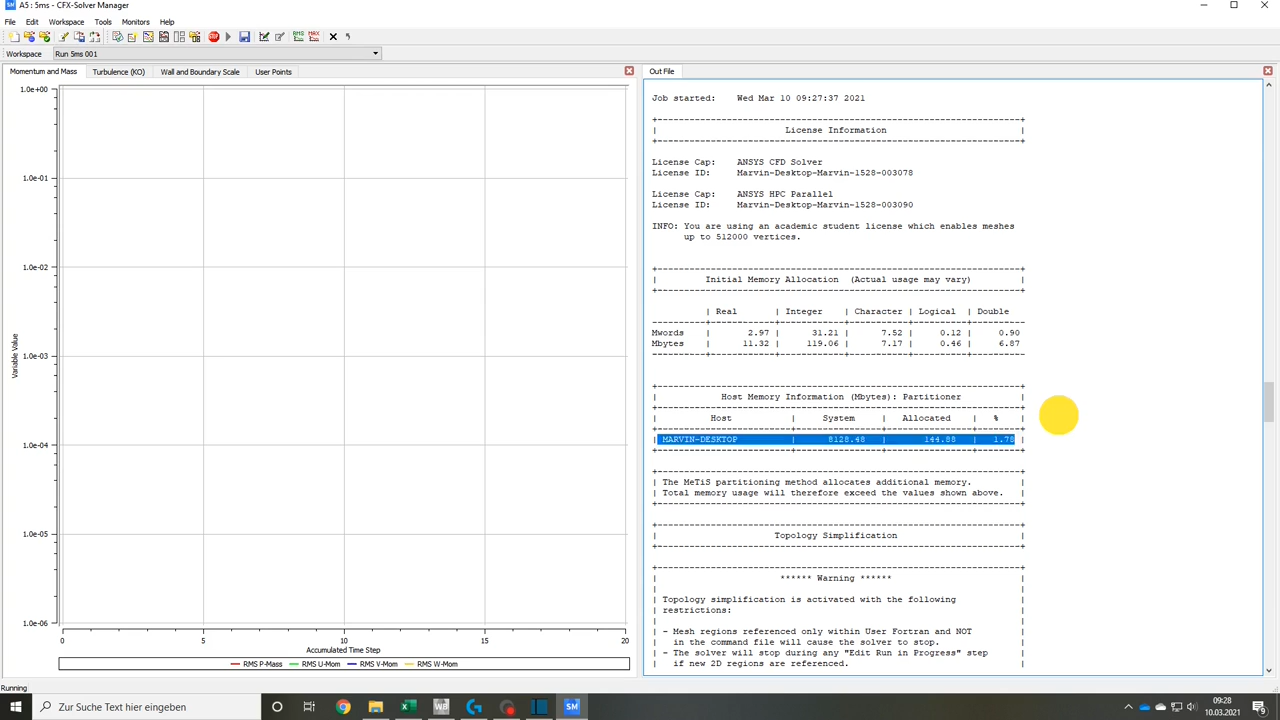 A5 : 5ms - CFX-Solver Manager
File Edit Workspace Tools Monitors Help
Workspace Run 5ms 001
Momentum and Mass Turbulence (KO) Wall and Boundary Scale User Points
Out File
1.0e+00
1.0e-01
1.0e-02
1.0e-03
1.0e-04
1.0e-05
1.0e-06
Variable Value
0 5 10 15 20
Accumulated Time Step
RMS P-Mass RMS U-Mom RMS V-Mom RMS W-Mom
Job started: Wed Mar 10 09:27:37 2021
+--------------------------------------------------------------------+
| License Information |
+--------------------------------------------------------------------+
License Cap: ANSYS CFD Solver
License ID: Marvin-Desktop-Marvin-1528-003078
License Cap: ANSYS HPC Parallel
License ID: Marvin-Desktop-Marvin-1528-003090
INFO: You are using an academic student license which enables meshes
up to 512000 vertices.
+--------------------------------------------------------------------+
| Initial Memory Allocation (Actual usage may vary) |
+--------------------------------------------------------------------+
| Real | Integer | Character | Logical | Double
----------+------------+------------+-----------+----------+----------
Mwords 2.97 | 31.21 | 7.52 | 0.12 | 0.90
Mbytes 11.32 | 119.06 | 7.17 | 0.46 | 6.87
----------+------------+------------+-----------+----------+----------
+--------------------------------------------------------------------+
| Host Memory Information (Mbytes): Partitioner |
+--------------------------------------------------------------------+
| Host | System | Allocated | % |
+-------------------------+----------------+----------------+--------+
| MARVIN-DESKTOP | 8128.48 | 144.88 | 1.78 |
+-------------------------+----------------+----------------+--------+
+--------------------------------------------------------------------+
| The MeTiS partitioning method allocates additional memory. |
| Total memory usage will therefore exceed the values shown above. |
+--------------------------------------------------------------------+
+--------------------------------------------------------------------+
| Topology Simplification |
+--------------------------------------------------------------------+
+--------------------------------------------------------------------+
| ****** Warning ****** |
| |
| Topology simplification is activated with the following |
| restrictions: |
| |
| - Mesh regions referenced only within User Fortran and NOT |
| in the command file will cause the solver to stop. |
| - The solver will stop during any "Edit Run in Progress" step |
| if new 2D regions are referenced. |
Running
Zur Suche Text hier eingeben
09:28
10.03.2021